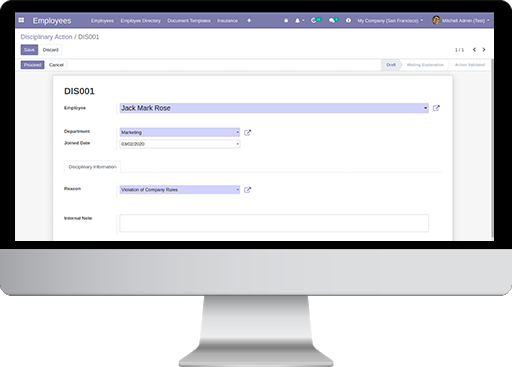 Employees Employees Employee Directory Document Templates Insurance My Company (San Francisco) Mitchell Admin (Test)
Disciplinary Action / DIS001
Save Discard 1 / 1
Proceed Cancel Draft Waiting Explanation Action Validated
DIS001
Employee Jack Mark Rose
Department Marketing
Joined Date 03/02/2020
Disciplinary Information
Reason Violation of Company Rules
Internal Note